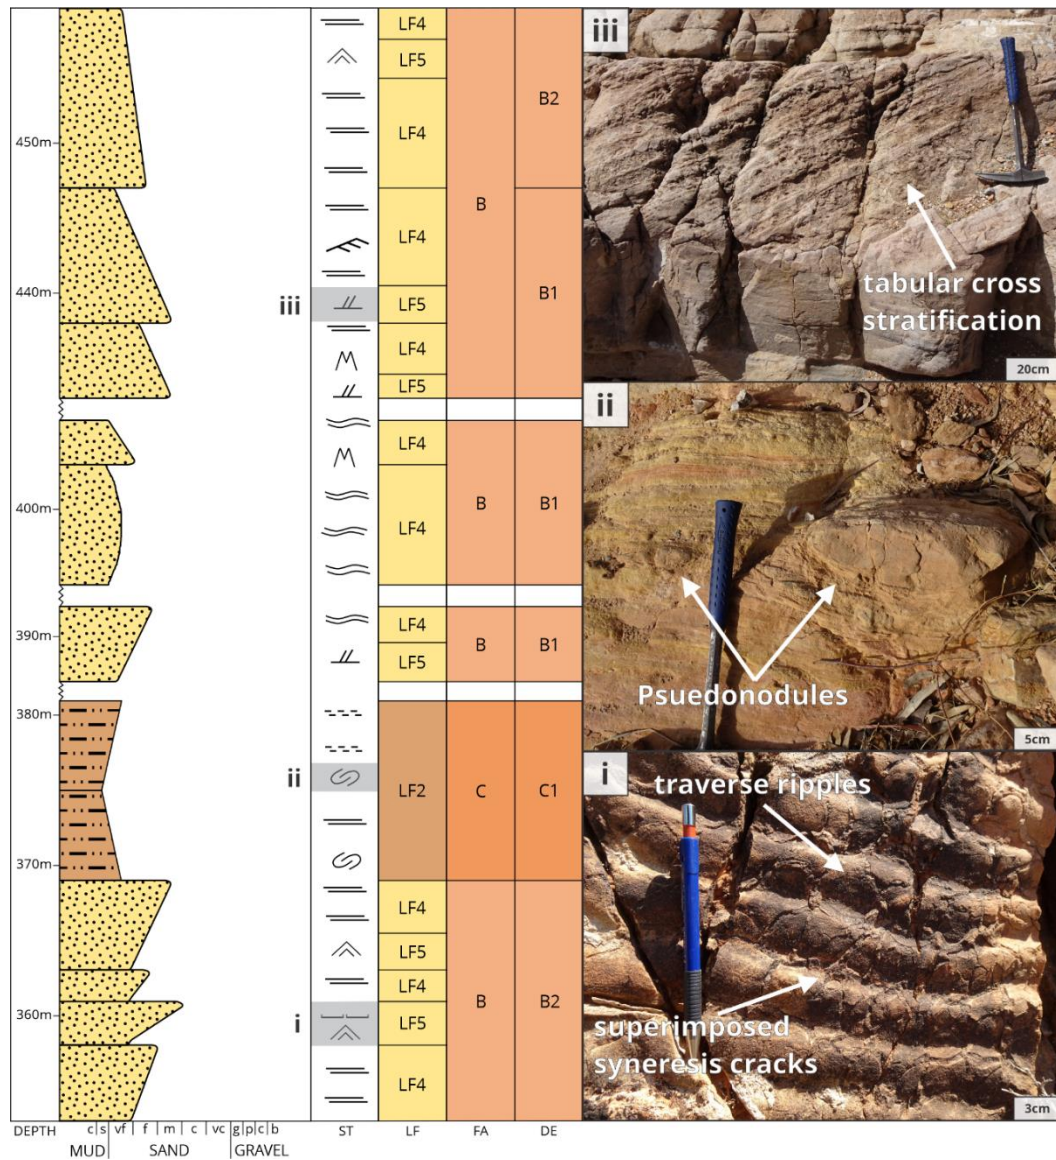 450m
440m
400m
390m
380m
370m
360m
iii
ii
i
LF4
LF5
LF4
LF4
LF5
LF4
LF5
LF4
LF4
LF4
LF5
LF2
LF4
LF5
LF4
LF5
LF4
B
B
B
C
B
B2
B1
B1
B1
C1
B2
DEPTH
c s vf f m c vc g p c b
MUD SAND GRAVEL
ST
LF
FA
DE
iii
tabular cross
stratification
20cm
ii
Psuedonodules
5cm
i
traverse ripples
superimposed
syneresis cracks
3cm